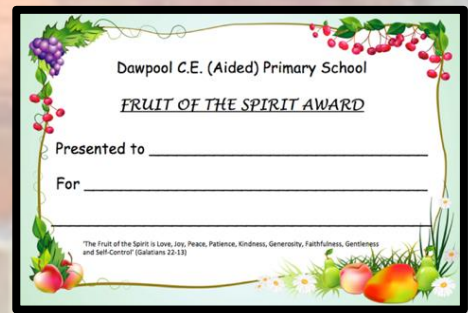 Dawpool C.E. (Aided) Primary School
FRUIT OF THE SPIRIT AWARD
Presented to
For
'The Fruit of the Spirit is Love, Joy, Peace, Patience, Kindness, Generosity, Faithfulness, Gentleness
and Self-Control' (Galatians 22-13)